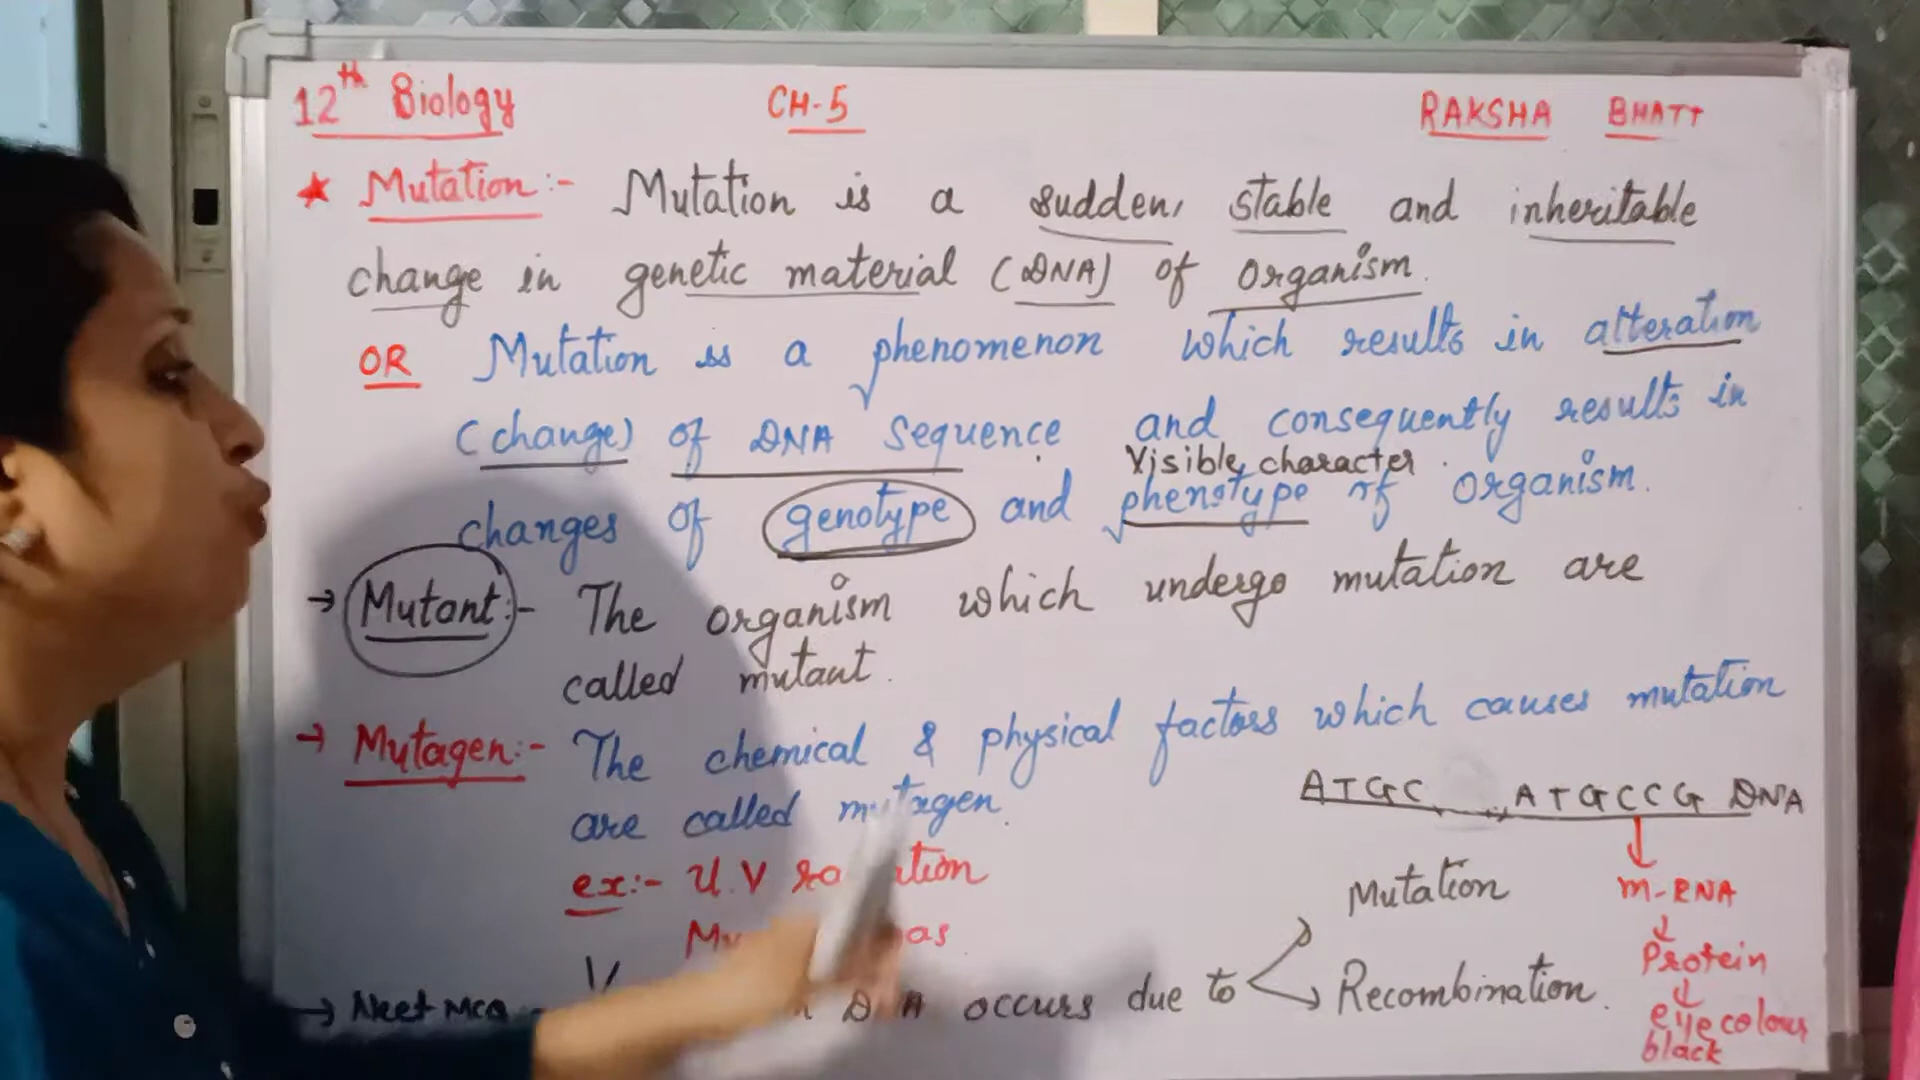 12th Biology CH-5 RAKSHA BHATT
★ Mutation:- Mutation is a sudden, stable and inheritable
change in genetic material (DNA) of organism.
OR Mutation is a phenomenon which results in alteration
(change) of DNA sequence and consequently results in
Visible character
changes of genotype and phenotype of organism.
→ Mutant:- The organism which undergo mutation are
called mutant.
→ Mutagen:- The chemical & physical factors which causes mutation
are called mutagen.
ATGC ATGCCG DNA
ex:- U.V
Mutation
m-RNA
Protein
→ Neet MCQ DNA occurs due to Recombination.
eye colour
black